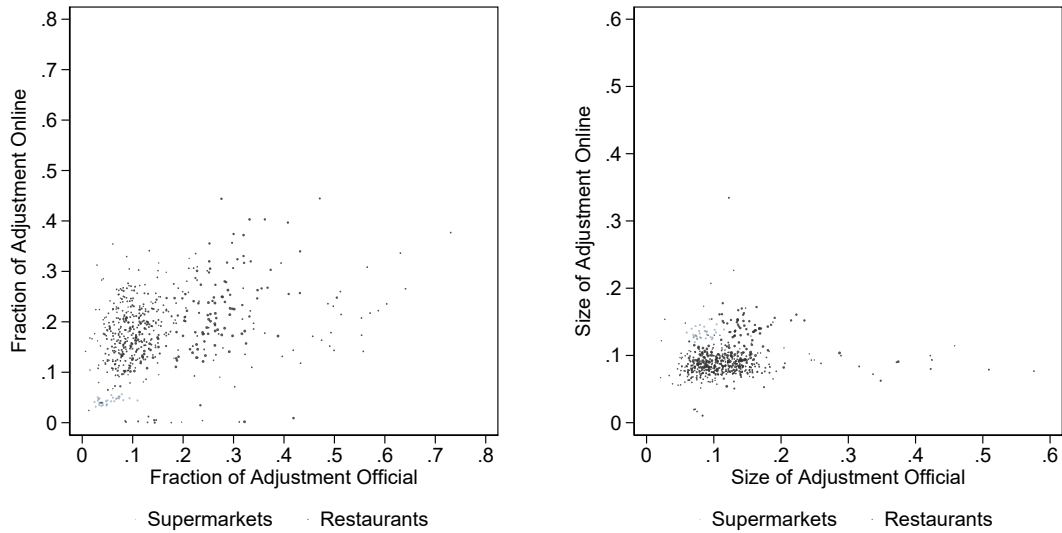 Fraction of Adjustment Online
.8
.7
.6
.5
.4
.3
.2
.1
0
0 .1 .2 .3 .4 .5 .6 .7 .8
Fraction of Adjustment Official
Supermarkets Restaurants
Size of Adjustment Online
.6
.5
.4
.3
.2
.1
0
0 .1 .2 .3 .4 .5 .6
Size of Adjustment Official
Supermarkets Restaurants